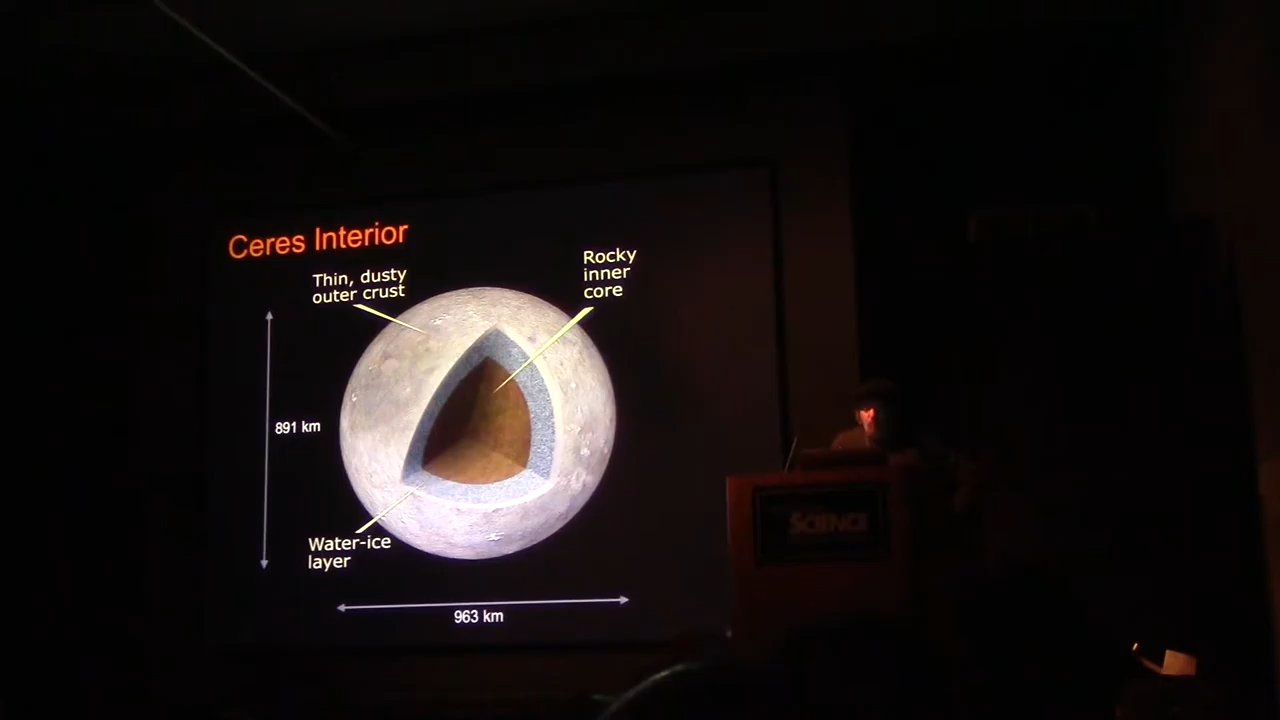 Ceres Interior
Thin, dusty
outer crust
Rocky
inner
core
891 km
Water-ice
layer
963 km
SCIENCE